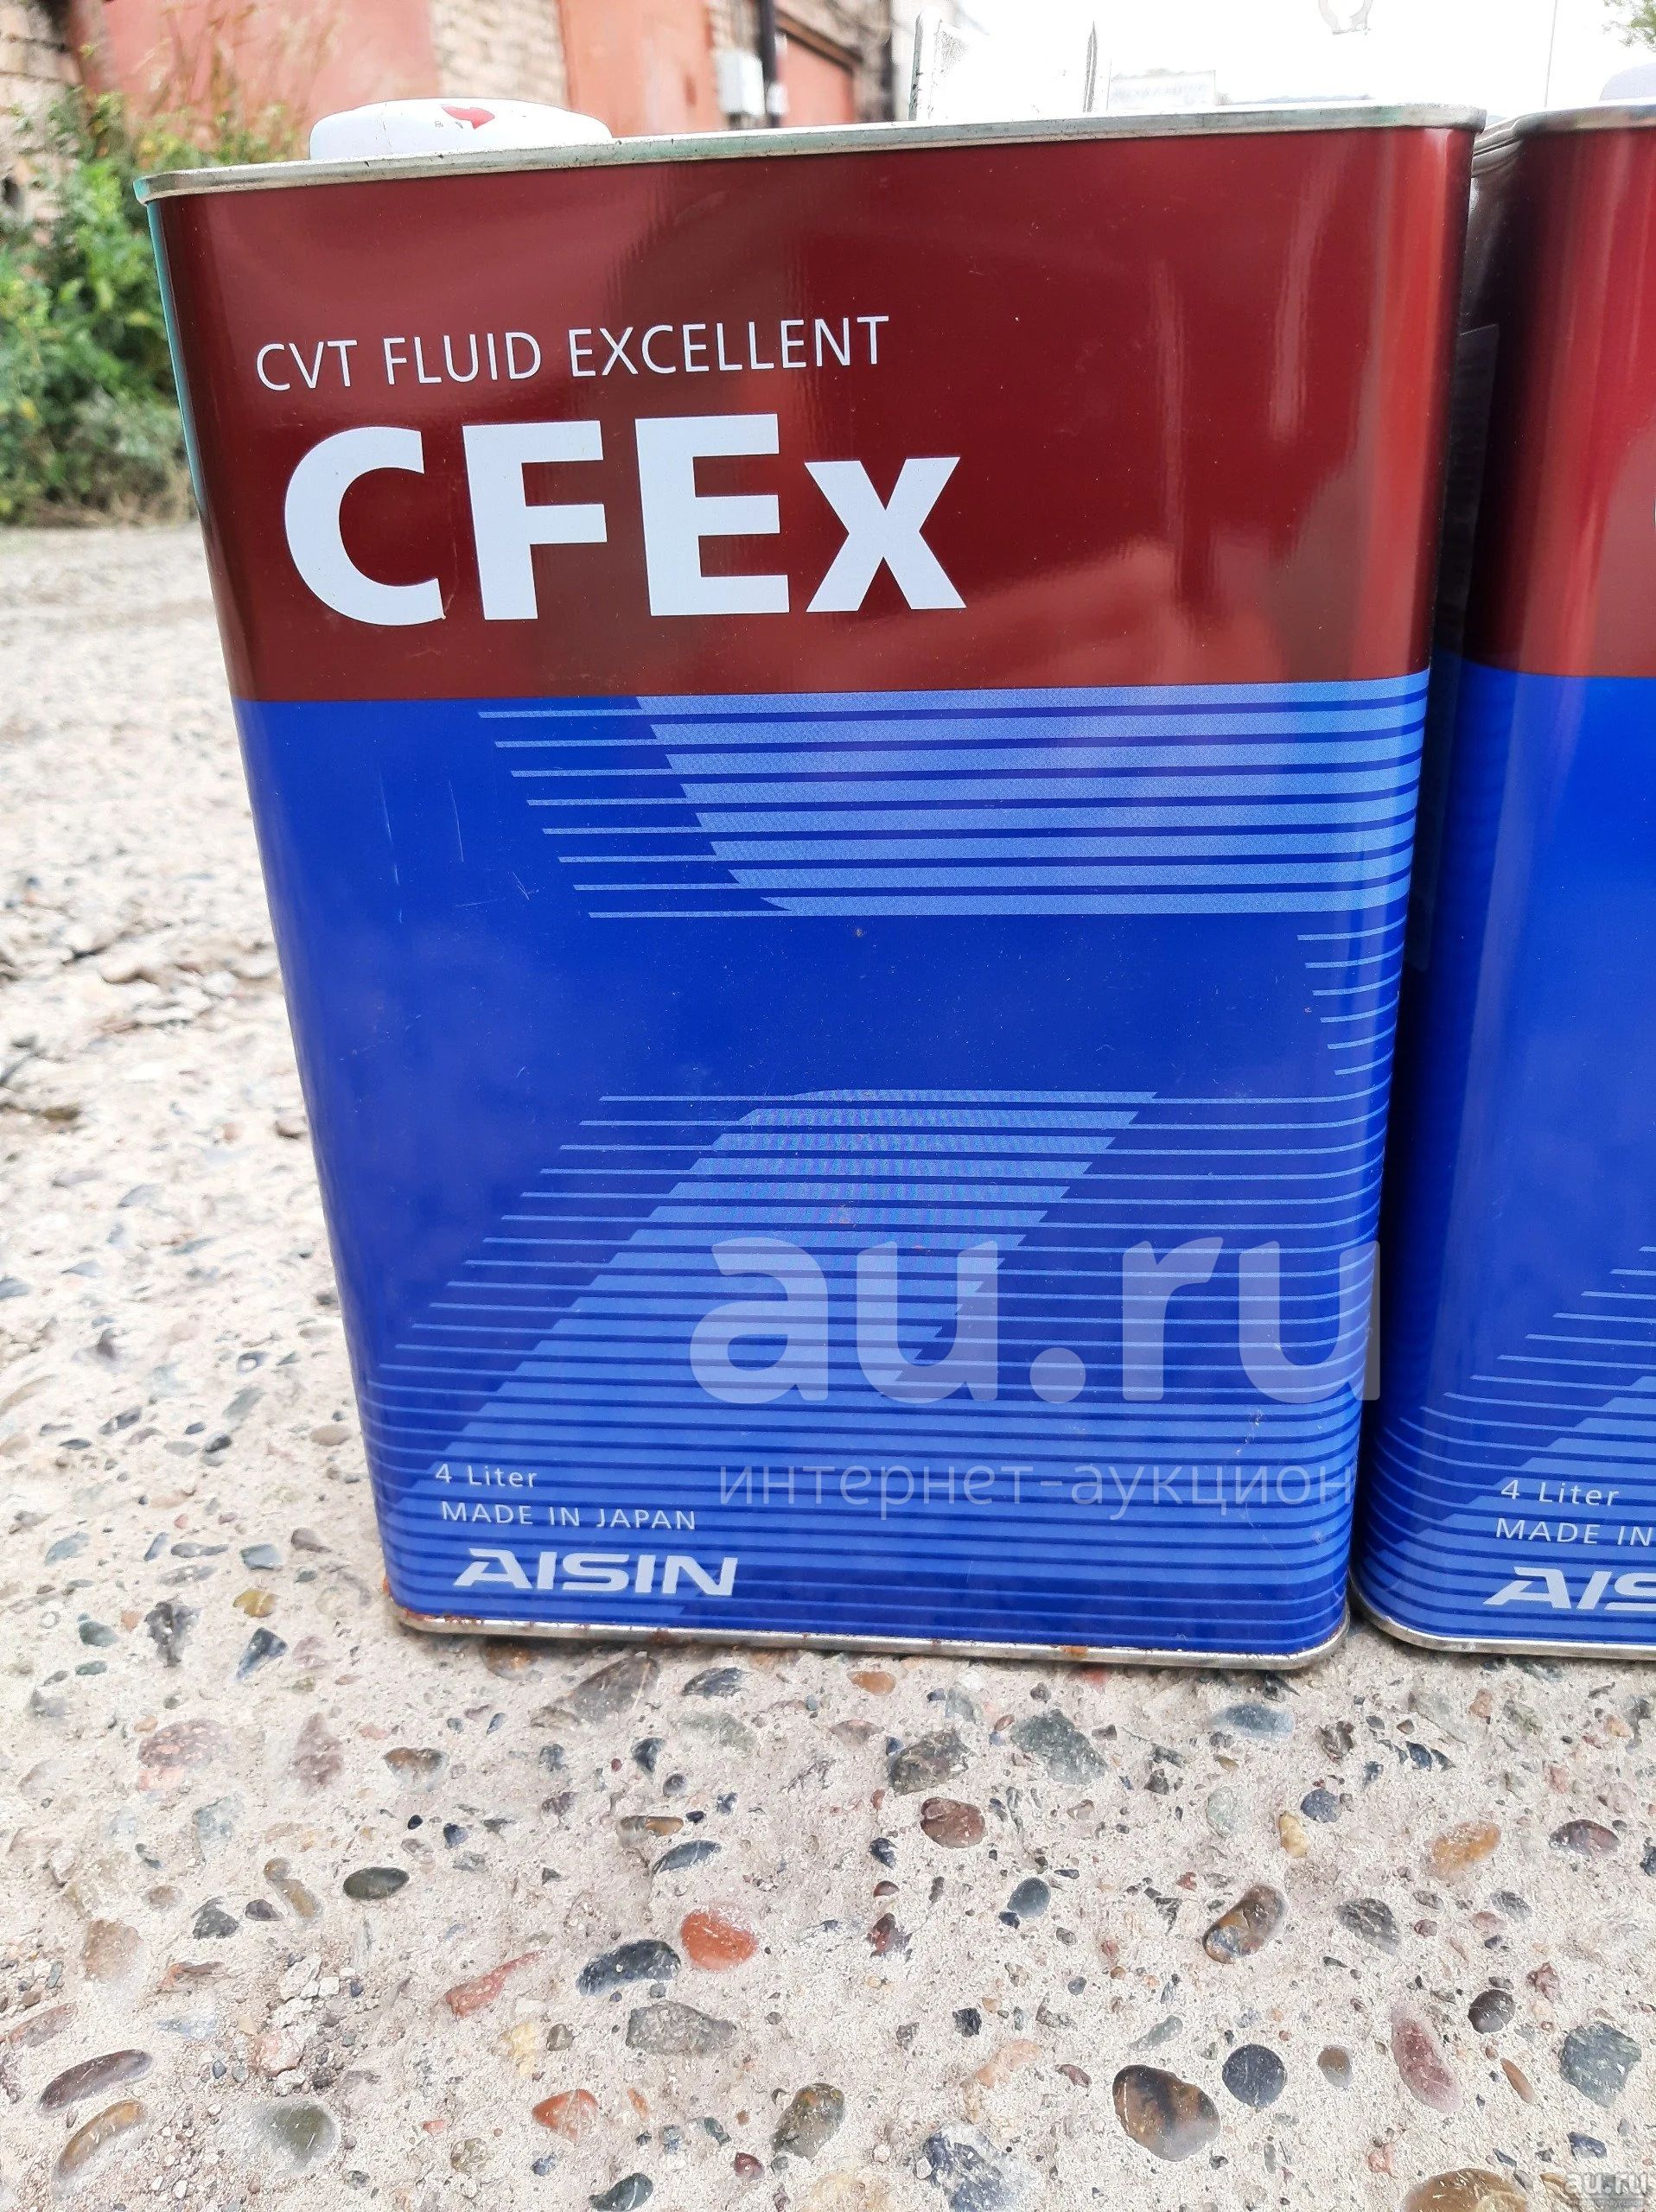 CVT FLUID EXCELLENT
CFEx
au.ru
интернет-аукцион
4 Liter
MADE IN JAPAN
AISIN
4 Liter
MADE IN
AIS
au.ru